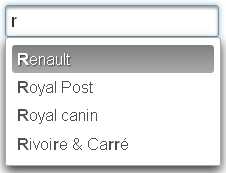 r
Renault
Royal Post
Royal canin
Rivoire & Carré